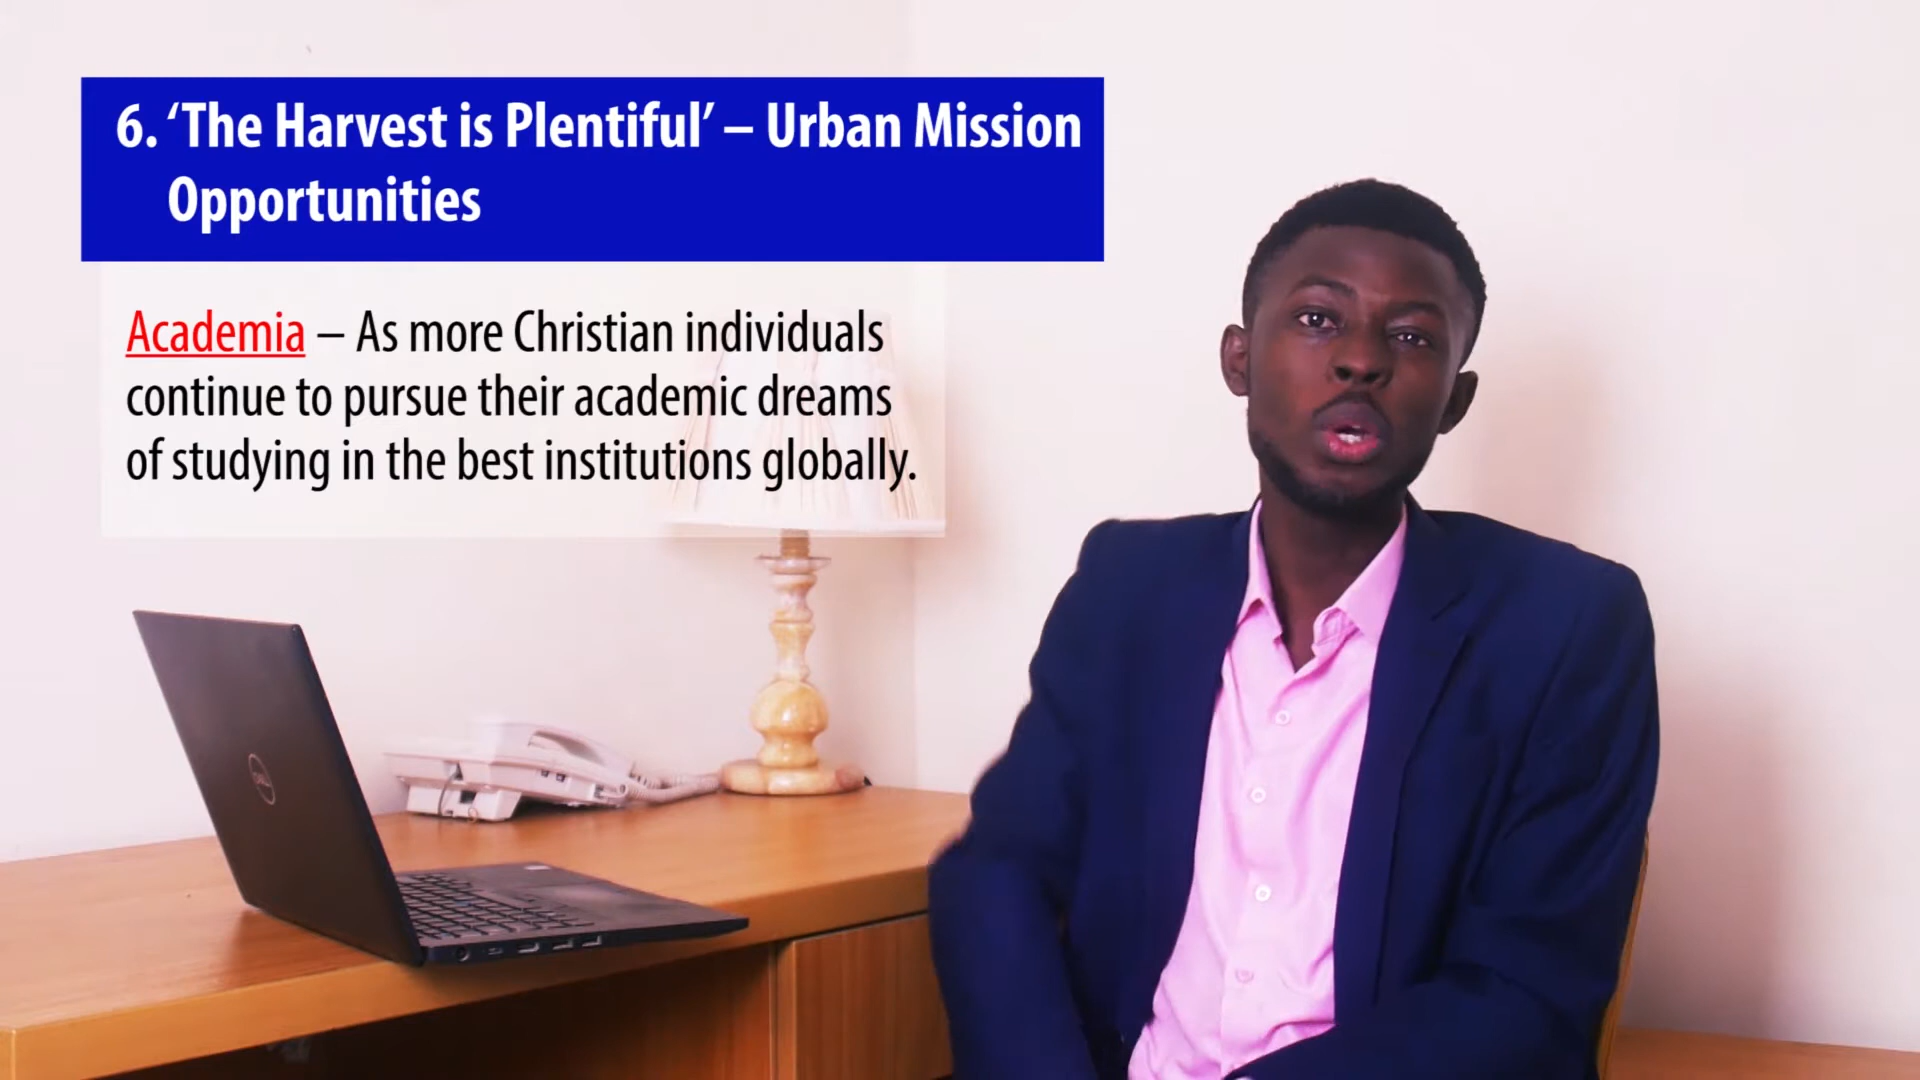 6. ‘The Harvest is Plentiful’ – Urban Mission
Opportunities
Academia – As more Christian individuals
continue to pursue their academic dreams
of studying in the best institutions globally.
DELL